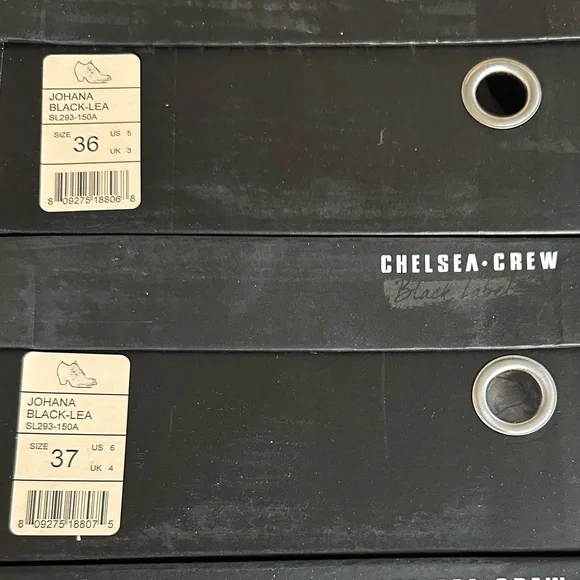 JOHANA
BLACK-LEA
SL293-150A
SIZE 36 US 5
UK 3
8 09275 18806 8
CHELSEA·CREW
Black Label
JOHANA
BLACK-LEA
SL293-150A
SIZE 37 US 6
UK 4
8 09275 18807 5